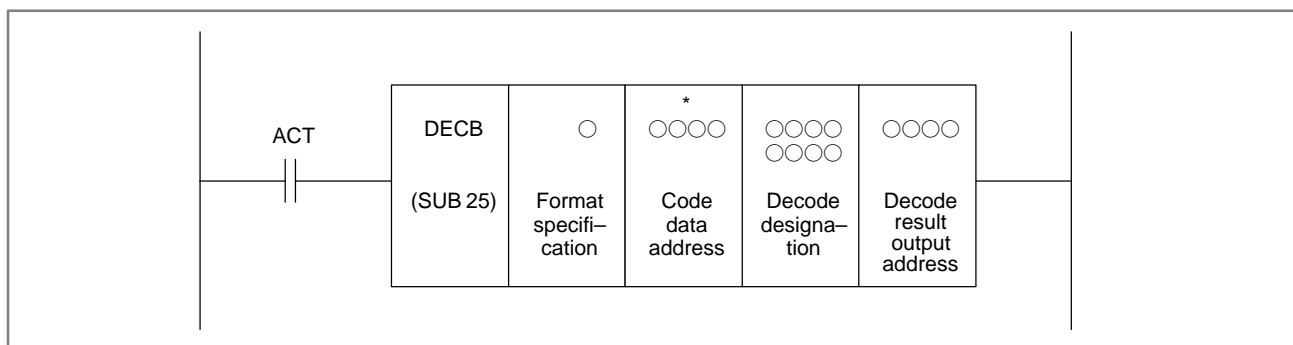 *
ACT
DECB
○
○○○○
○○○○
○○○○
○○○○
(SUB 25)
Format
specifi–
cation
Code
data
address
Decode
designa–
tion
Decode
result
output
address